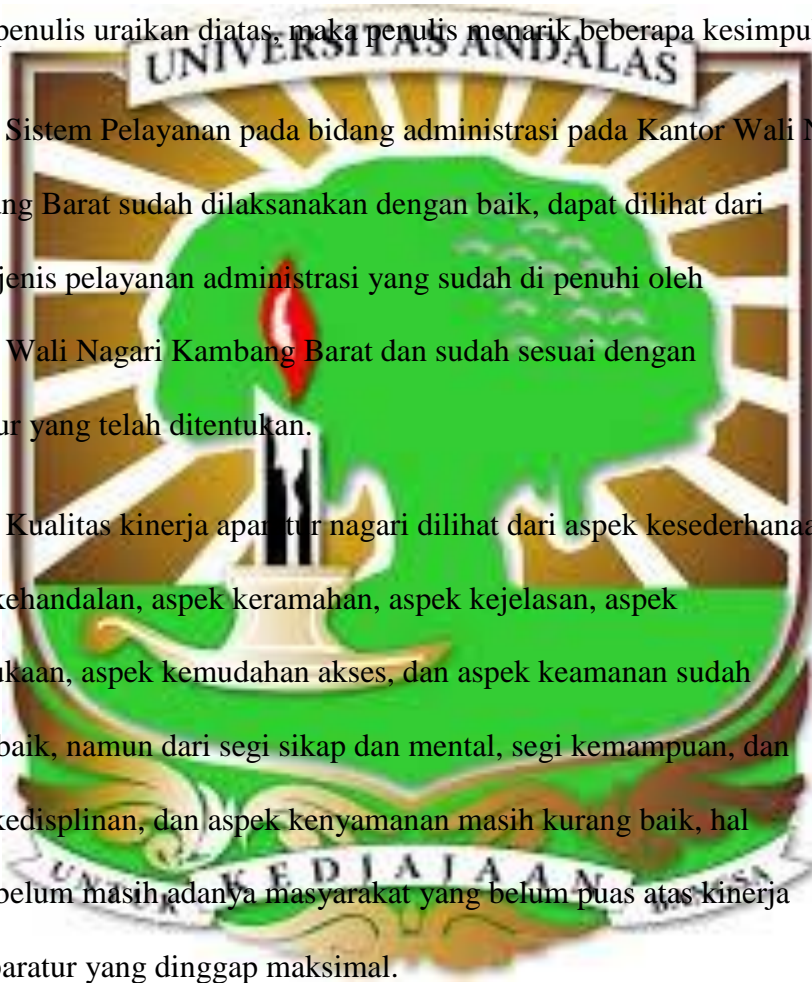 penulis uraikan diatas, maka penulis menarik beberapa kesimpu
UNIVERSITAS ANDALAS
Sistem Pelayanan pada bidang administrasi pada Kantor Wali N
ng Barat sudah dilaksanakan dengan baik, dapat dilihat dari
jenis pelayanan administrasi yang sudah di penuhi oleh
Wali Nagari Kambang Barat dan sudah sesuai dengan
ur yang telah ditentukan.
Kualitas kinerja aparatur nagari dilihat dari aspek kesederhanaa
kehandalan, aspek keramahan, aspek kejelasan, aspek
ukaan, aspek kemudahan akses, dan aspek keamanan sudah
baik, namun dari segi sikap dan mental, segi kemampuan, dan
kedisplinan, dan aspek kenyamanan masih kurang baik, hal
UNTUK KEDJAJAAN BANGSA
belum masih adanya masyarakat yang belum puas atas kinerja
paratur yang dinggap maksimal.